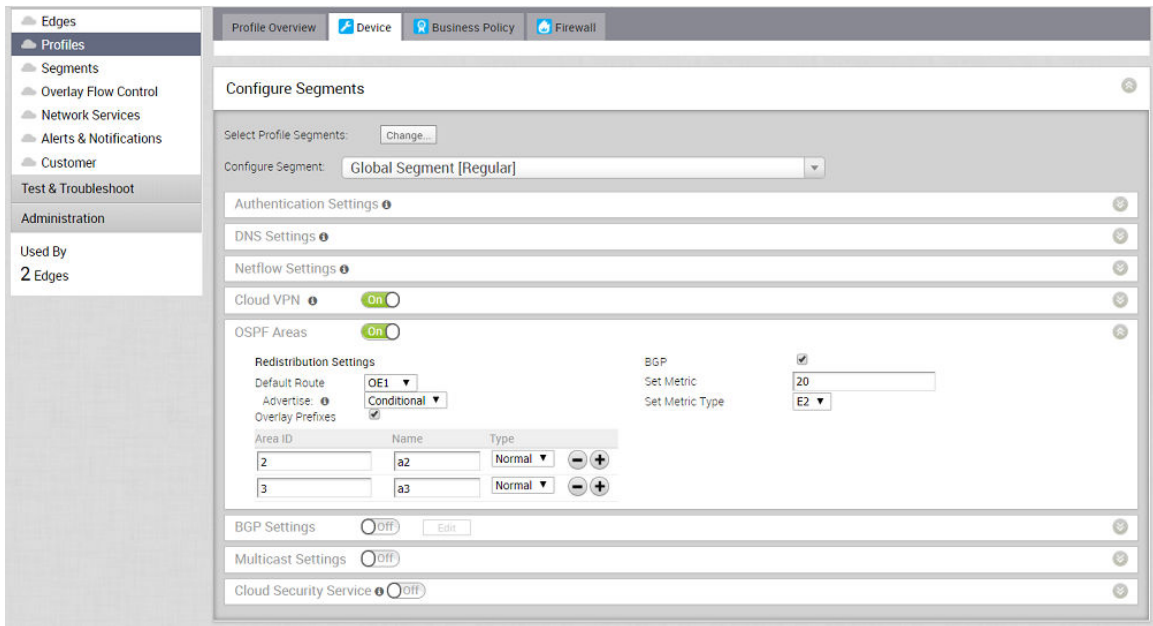 Edges
Profiles
Segments
Overlay Flow Control
Network Services
Alerts & Notifications
Customer
Test & Troubleshoot
Administration
Used By
2 Edges
Profile Overview Device Business Policy Firewall
Configure Segments
Select Profile Segments: Change...
Configure Segment: Global Segment [Regular]
Authentication Settings
DNS Settings
Netflow Settings
Cloud VPN On
OSPF Areas On
Redistribution Settings
Default Route OE1
Advertise: Conditional
Overlay Prefixes
BGP
Set Metric 20
Set Metric Type E2
Area ID Name Type
2 a2 Normal
3 a3 Normal
BGP Settings Off Edit
Multicast Settings Off
Cloud Security Service Off